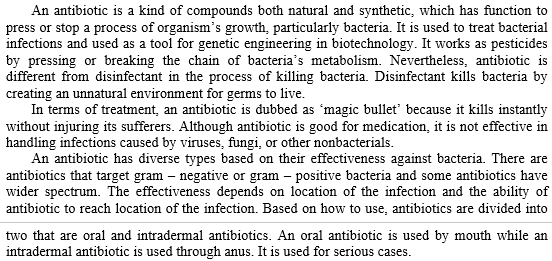 An antibiotic is a kind of compounds both natural and synthetic, which has function to
press or stop a process of organism's growth, particularly bacteria. It is used to treat bacterial
infections and used as a tool for genetic engineering in biotechnology. It works as pesticides
by pressing or breaking the chain of bacteria's metabolism. Nevertheless, antibiotic is
different from disinfectant in the process of killing bacteria. Disinfectant kills bacteria by
creating an unnatural environment for germs to live.
In terms of treatment, an antibiotic is dubbed as 'magic bullet' because it kills instantly
without injuring its sufferers. Although antibiotic is good for medication, it is not effective in
handling infections caused by viruses, fungi, or other nonbacterials.
An antibiotic has diverse types based on their effectiveness against bacteria. There are
antibiotics that target gram – negative or gram – positive bacteria and some antibiotics have
wider spectrum. The effectiveness depends on location of the infection and the ability of
antibiotic to reach location of the infection. Based on how to use, antibiotics are divided into
two that are oral and intradermal antibiotics. An oral antibiotic is used by mouth while an
intradermal antibiotic is used through anus. It is used for serious cases.